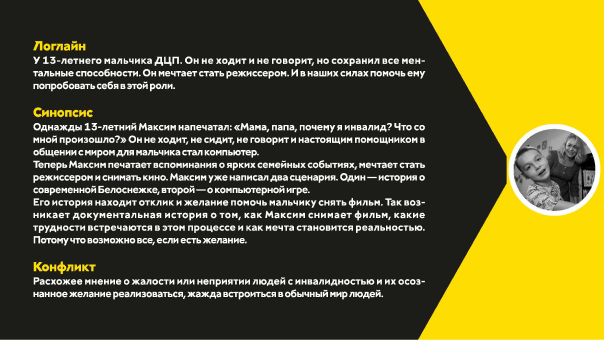 Логлайн
У 13-летнего мальчика ДЦП. Он не ходит и не говорит, но сохранил все мен-
тальные способности. Он мечтает стать режиссером. И в наших силах помочь ему
попробовать себя в этой роли.
Синопсис
Однажды 13-летний Максим напечатал: «Мама, папа, почему я инвалид? Что со
мной произошло?» Он не ходит, не сидит, не говорит и настоящим помощником в
общении с миром для мальчика стал компьютер.
Теперь Максим печатает вспоминания о ярких семейных событиях, мечтает стать
режиссером и снимать кино. Максим уже написал два сценария. Один — история о
современной Белоснежке, второй — о компьютерной игре.
Его история находит отклик и желание помочь мальчику снять фильм. Так воз-
никает документальная история о том, как Максим снимает фильм, какие
трудности встречаются в этом процессе и как мечта становится реальностью.
Потому что возможно все, если есть желание.
Конфликт
Расхожее мнение о жалости или неприятии людей с инвалидностью и их осоз-
нанное желание реализоваться, жажда встроиться в обычный мир людей.